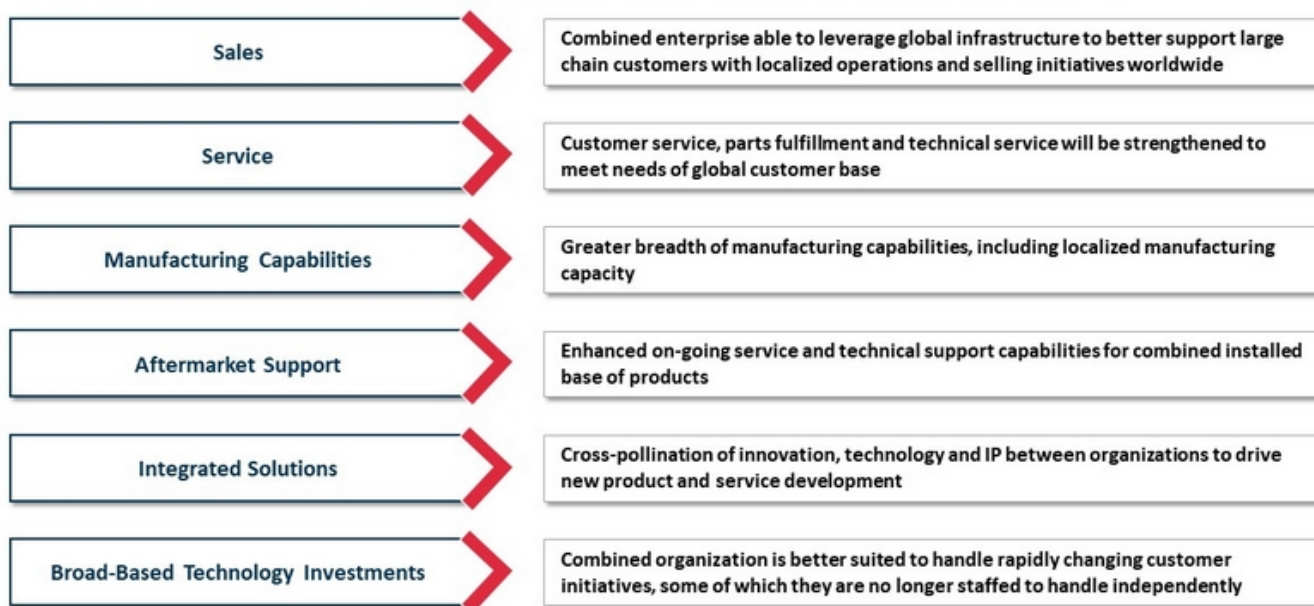 Sales
Combined enterprise able to leverage global infrastructure to better support large
chain customers with localized operations and selling initiatives worldwide
Service
Customer service, parts fulfillment and technical service will be strengthened to
meet needs of global customer base
Manufacturing Capabilities
Greater breadth of manufacturing capabilities, including localized manufacturing
capacity
Aftermarket Support
Enhanced on-going service and technical support capabilities for combined installed
base of products
Integrated Solutions
Cross-pollination of innovation, technology and IP between organizations to drive
new product and service development
Broad-Based Technology Investments
Combined organization is better suited to handle rapidly changing customer
initiatives, some of which they are no longer staffed to handle independently